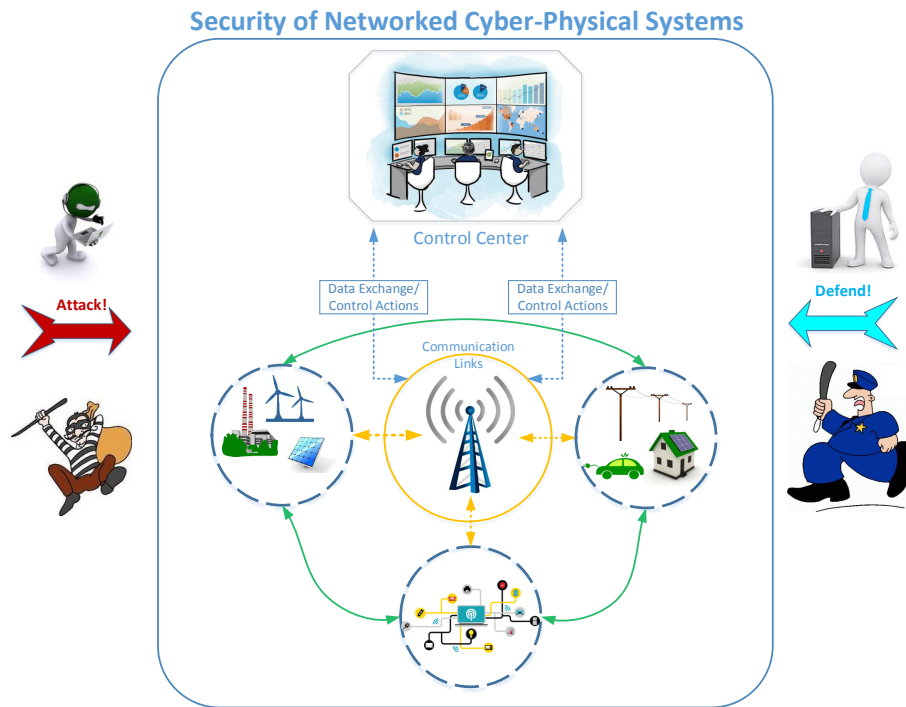 Security of Networked Cyber-Physical Systems
Control Center
Data Exchange/
Control Actions
Data Exchange/
Control Actions
Attack!
Defend!
Communication
Links